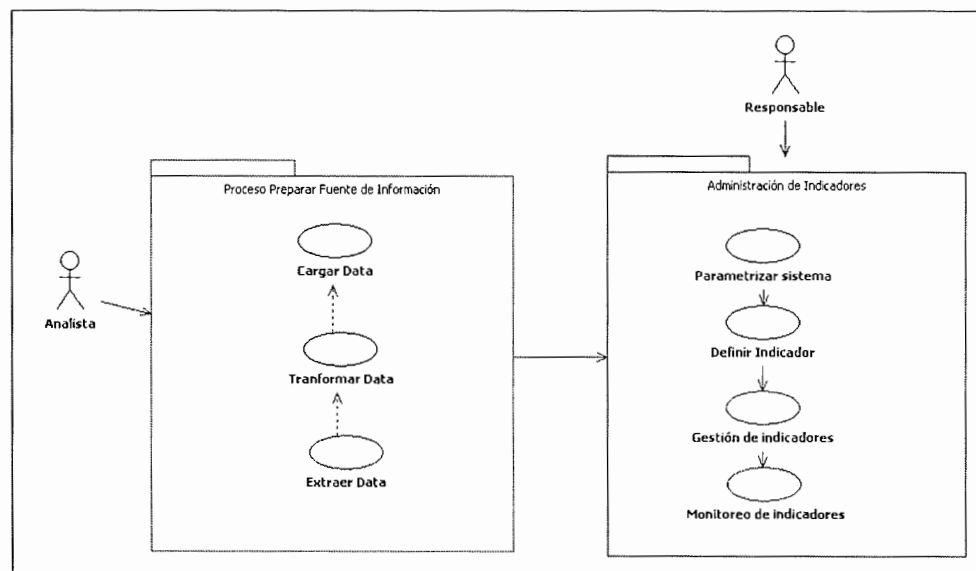 Responsable
Proceso Preparar Fuente de Información
Cargar Data
Tranformar Data
Extraer Data
Analista
Administración de Indicadores
Parametrizar sistema
Definir Indicador
Gestión de indicadores
Monitoreo de indicadores